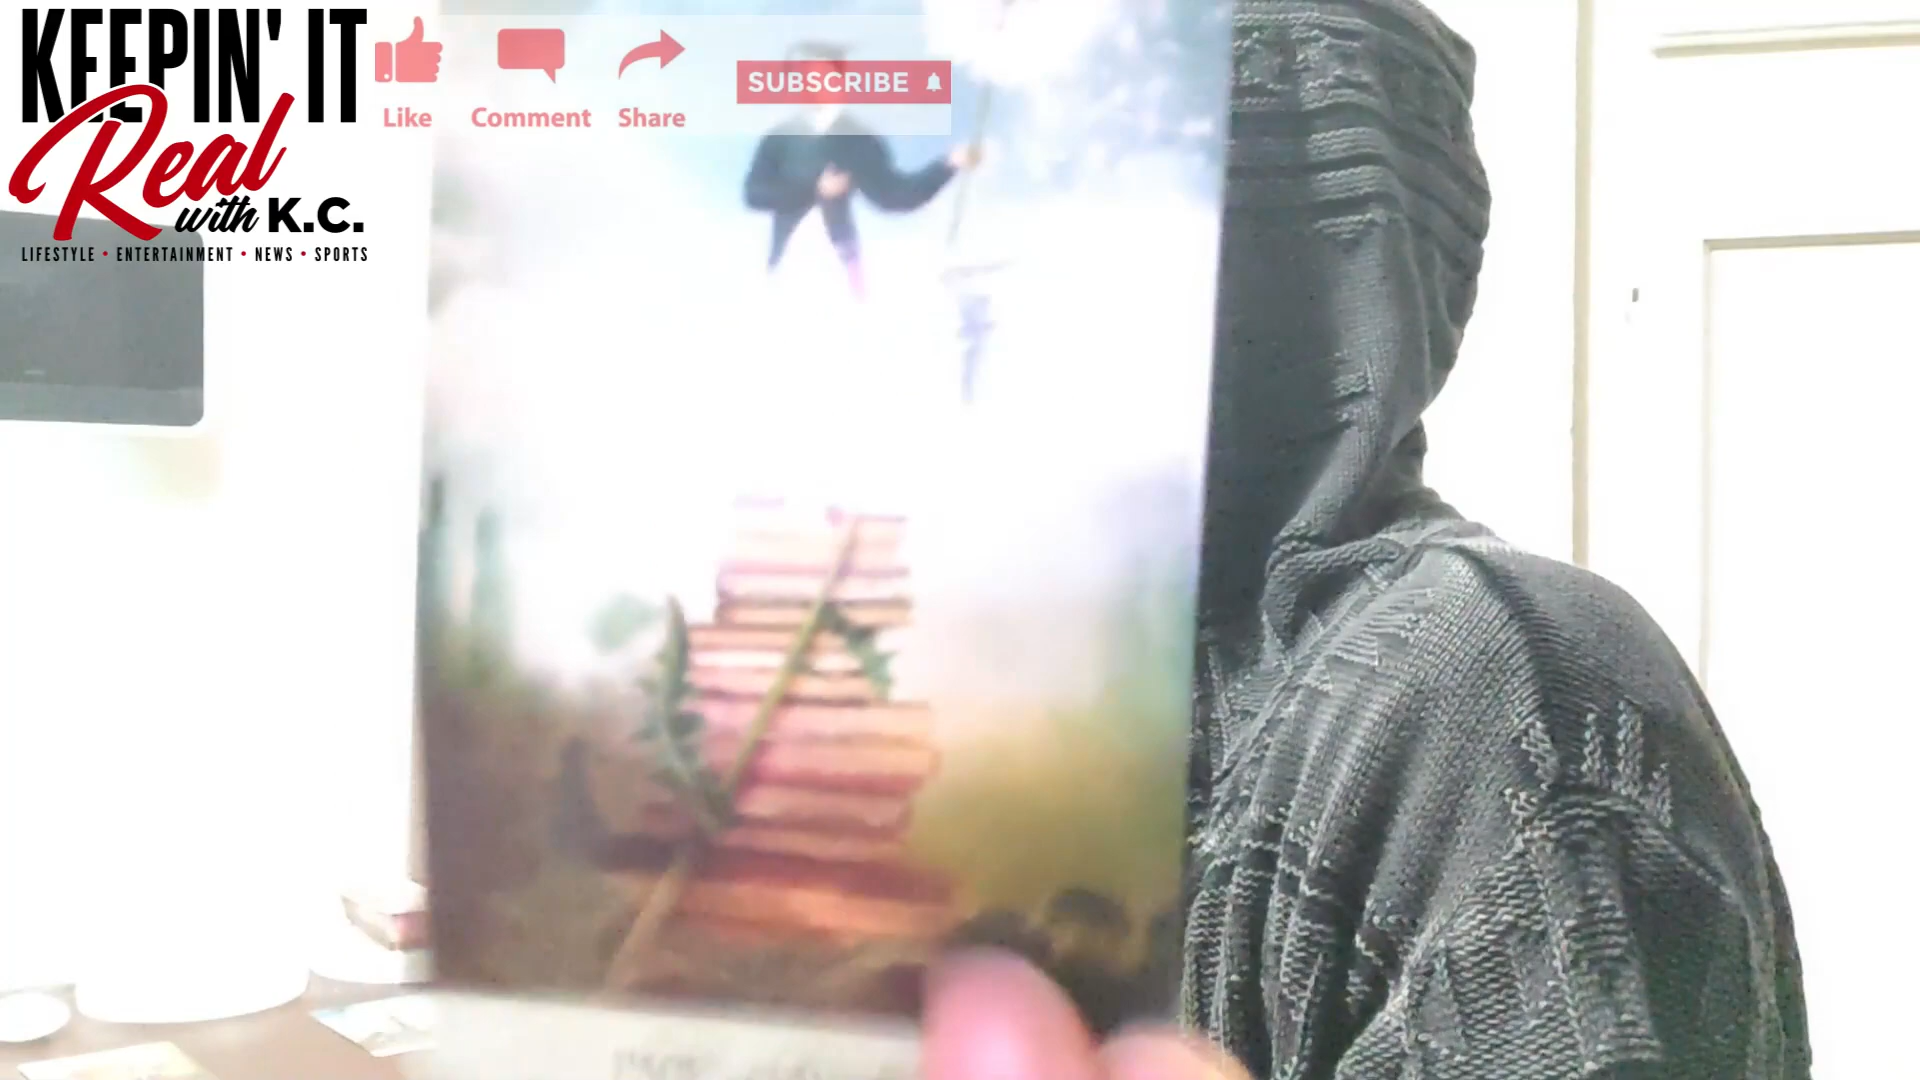 KEEPIN' IT
Real
with K.C.
LIFESTYLE • ENTERTAINMENT • NEWS • SPORTS
Like
Comment
Share
SUBSCRIBE